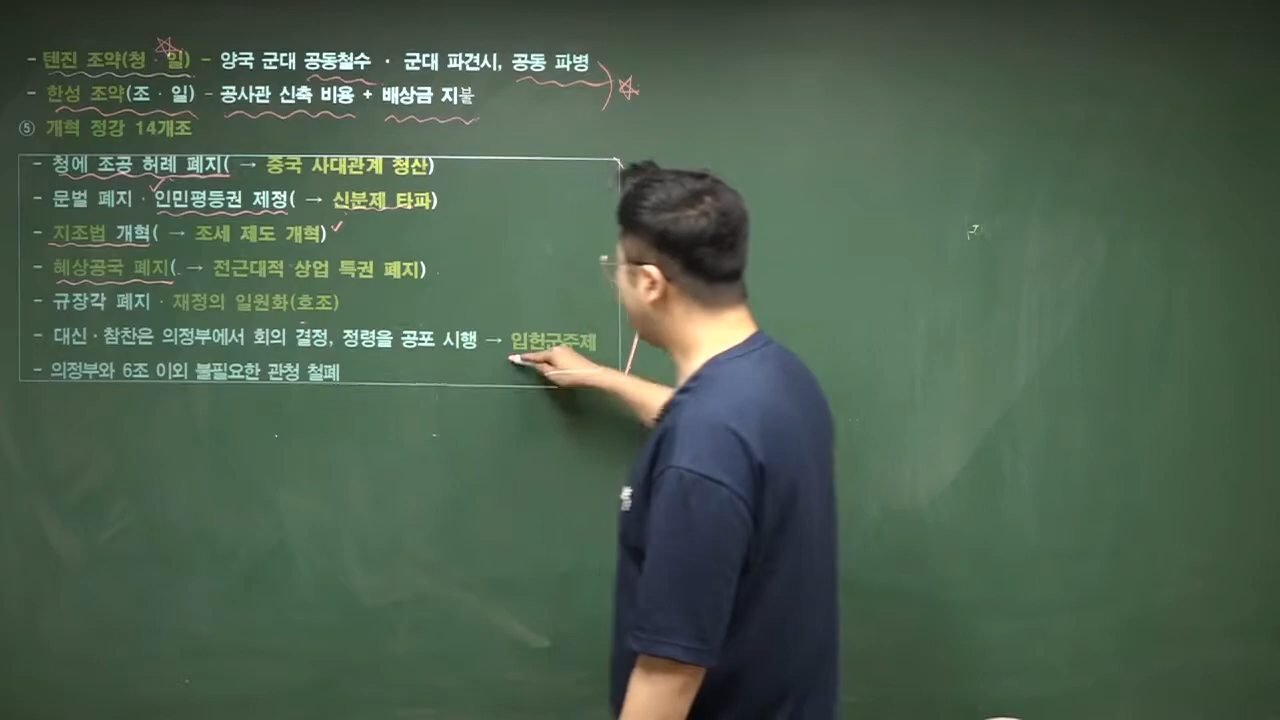 - 텐진 조약(청 · 일) - 양국 군대 공동철수 · 군대 파견시, 공동 파병
- 한성 조약(조 · 일) - 공사관 신축 비용 + 배상금 지불
⑤ 개혁 정강 14개조
- 청에 조공 허례 폐지( → 중국 사대관계 청산)
- 문벌 폐지 · 인민평등권 제정( → 신분제 타파)
- 지조법 개혁( → 조세 제도 개혁)
- 혜상공국 폐지( → 전근대적 상업 특권 폐지)
- 규장각 폐지 · 재정의 일원화(호조)
- 대신 · 참찬은 의정부에서 회의 결정, 정령을 공포 시행 → 입헌군주제
- 의정부와 6조 이외 불필요한 관청 철폐